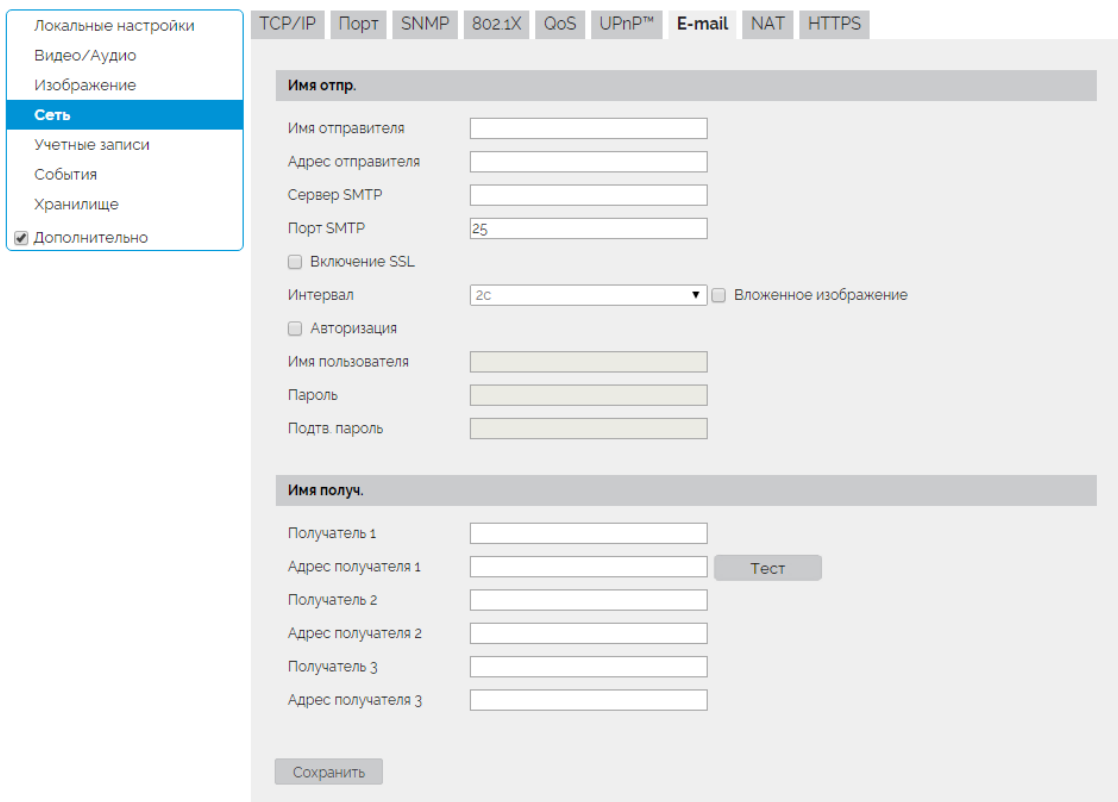 Локальные настройки
Видео/Аудио
Изображение
Сеть
Учетные записи
События
Хранилище
Дополнительно
TCP/IP Порт SNMP 802.1X QoS UPnP™ E-mail NAT HTTPS
Имя отпр.
Имя отправителя
Адрес отправителя
Сервер SMTP
Порт SMTP 25
Включение SSL
Интервал 2с Вложенное изображение
Авторизация
Имя пользователя
Пароль
Подтв. пароль
Имя получ.
Получатель 1
Адрес получателя 1 Тест
Получатель 2
Адрес получателя 2
Получатель 3
Адрес получателя 3
Сохранить